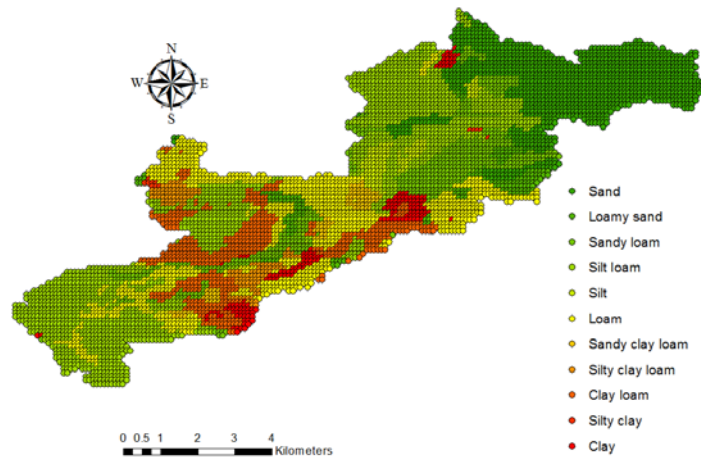 N
W E
S
Sand
Loamy sand
Sandy loam
Silt loam
Silt
Loam
Sandy clay loam
Silty clay loam
Clay loam
Silty clay
Clay
0 0.5 1 2 3 4
Kilometers